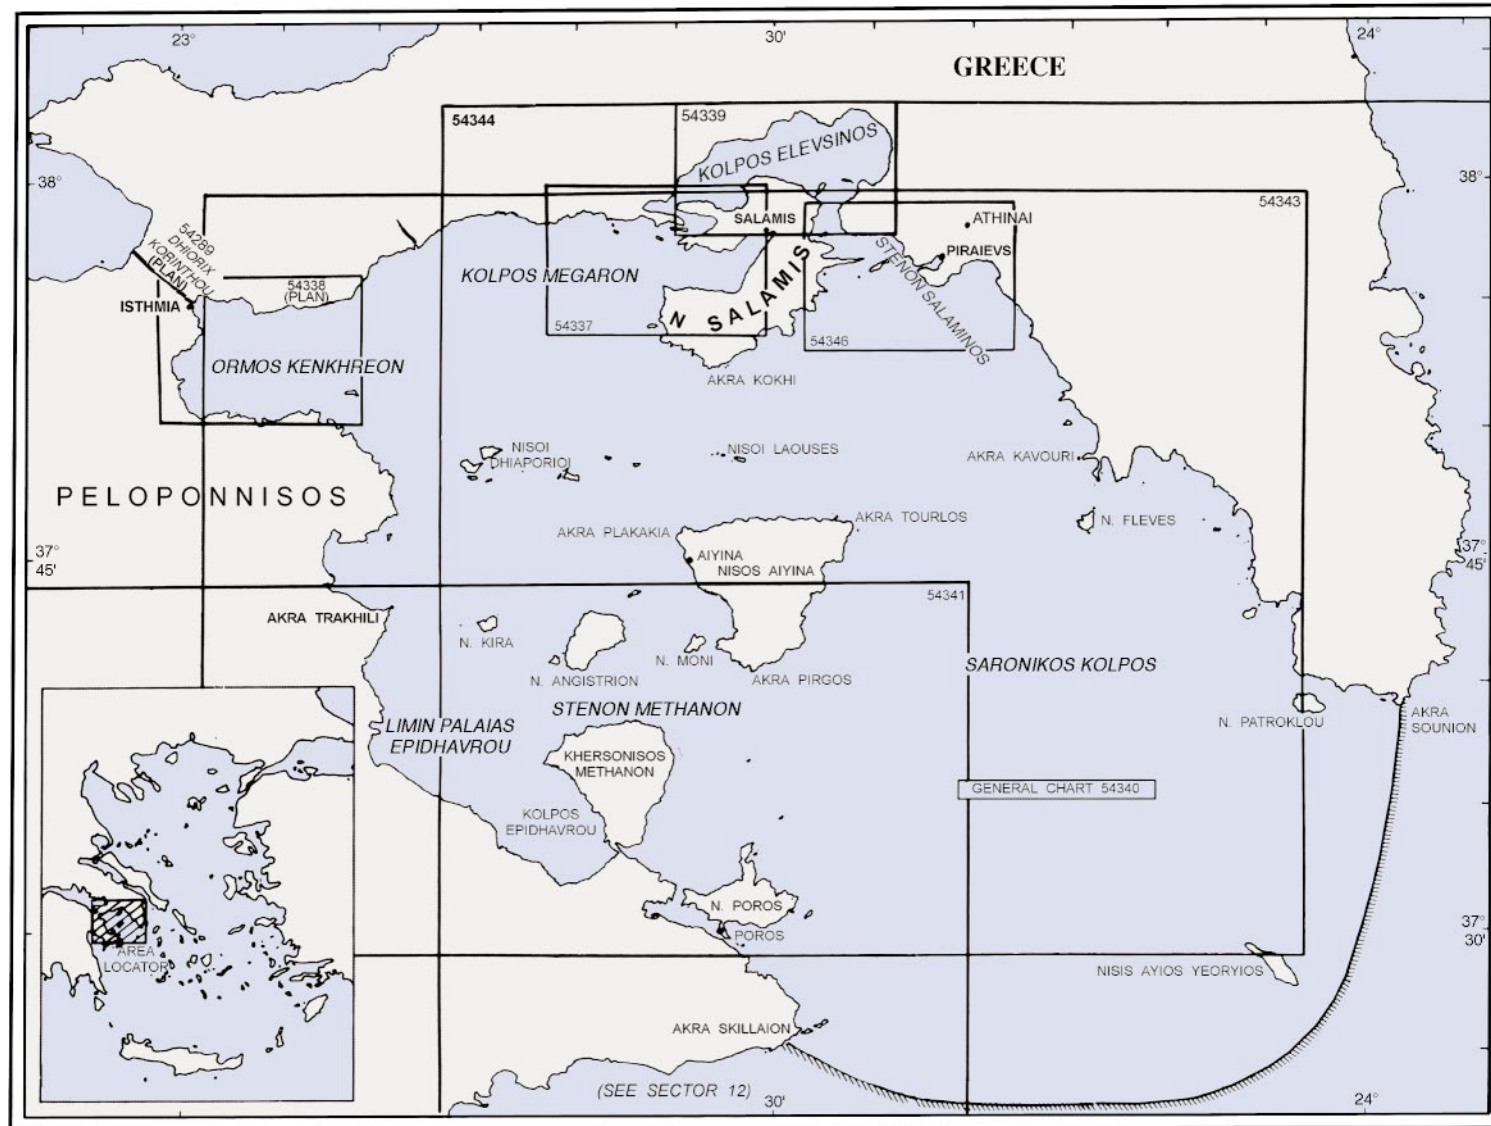 23°
30'
24°
GREECE
54344
54339
KOLPOS ELEVSINOS
38°
38°
54343
SALAMIS
ATHINAI
PIRAIEVS
54289
DHIORIX
KORINTHOU
(PLAN)
STENON SALAMINOS
KOLPOS MEGARON
54338
(PLAN)
ISTHMIA
N SALAMIS
54337
54346
ORMOS KENKHREON
AKRA KOKHI
NISOI
DHIAPORIOI
NISOI LAOUSES
AKRA KAVOURI
PELOPONNISOS
AKRA PLAKAKIA
AKRA TOURLOS
N. FLEVES
37°
45'
AIYINA
NISOS AIYINA
37°
45'
54341
AKRA TRAKHILI
N. KIRA
N. MONI
N. ANGISTRION
AKRA PIRGOS
SARONIKOS KOLPOS
STENON METHANON
N. PATROKLOU
AKRA
SOUNION
LIMIN PALAIAS
EPIDHAVROU
KHERSONISOS
METHANON
GENERAL CHART 54340
KOLPOS
EPIDHAVROU
N. POROS
POROS
37°
30'
AREA
LOCATOR
NISIS AYIOS YEORYIOS
AKRA SKILLAION
(SEE SECTOR 12)
30'
24°